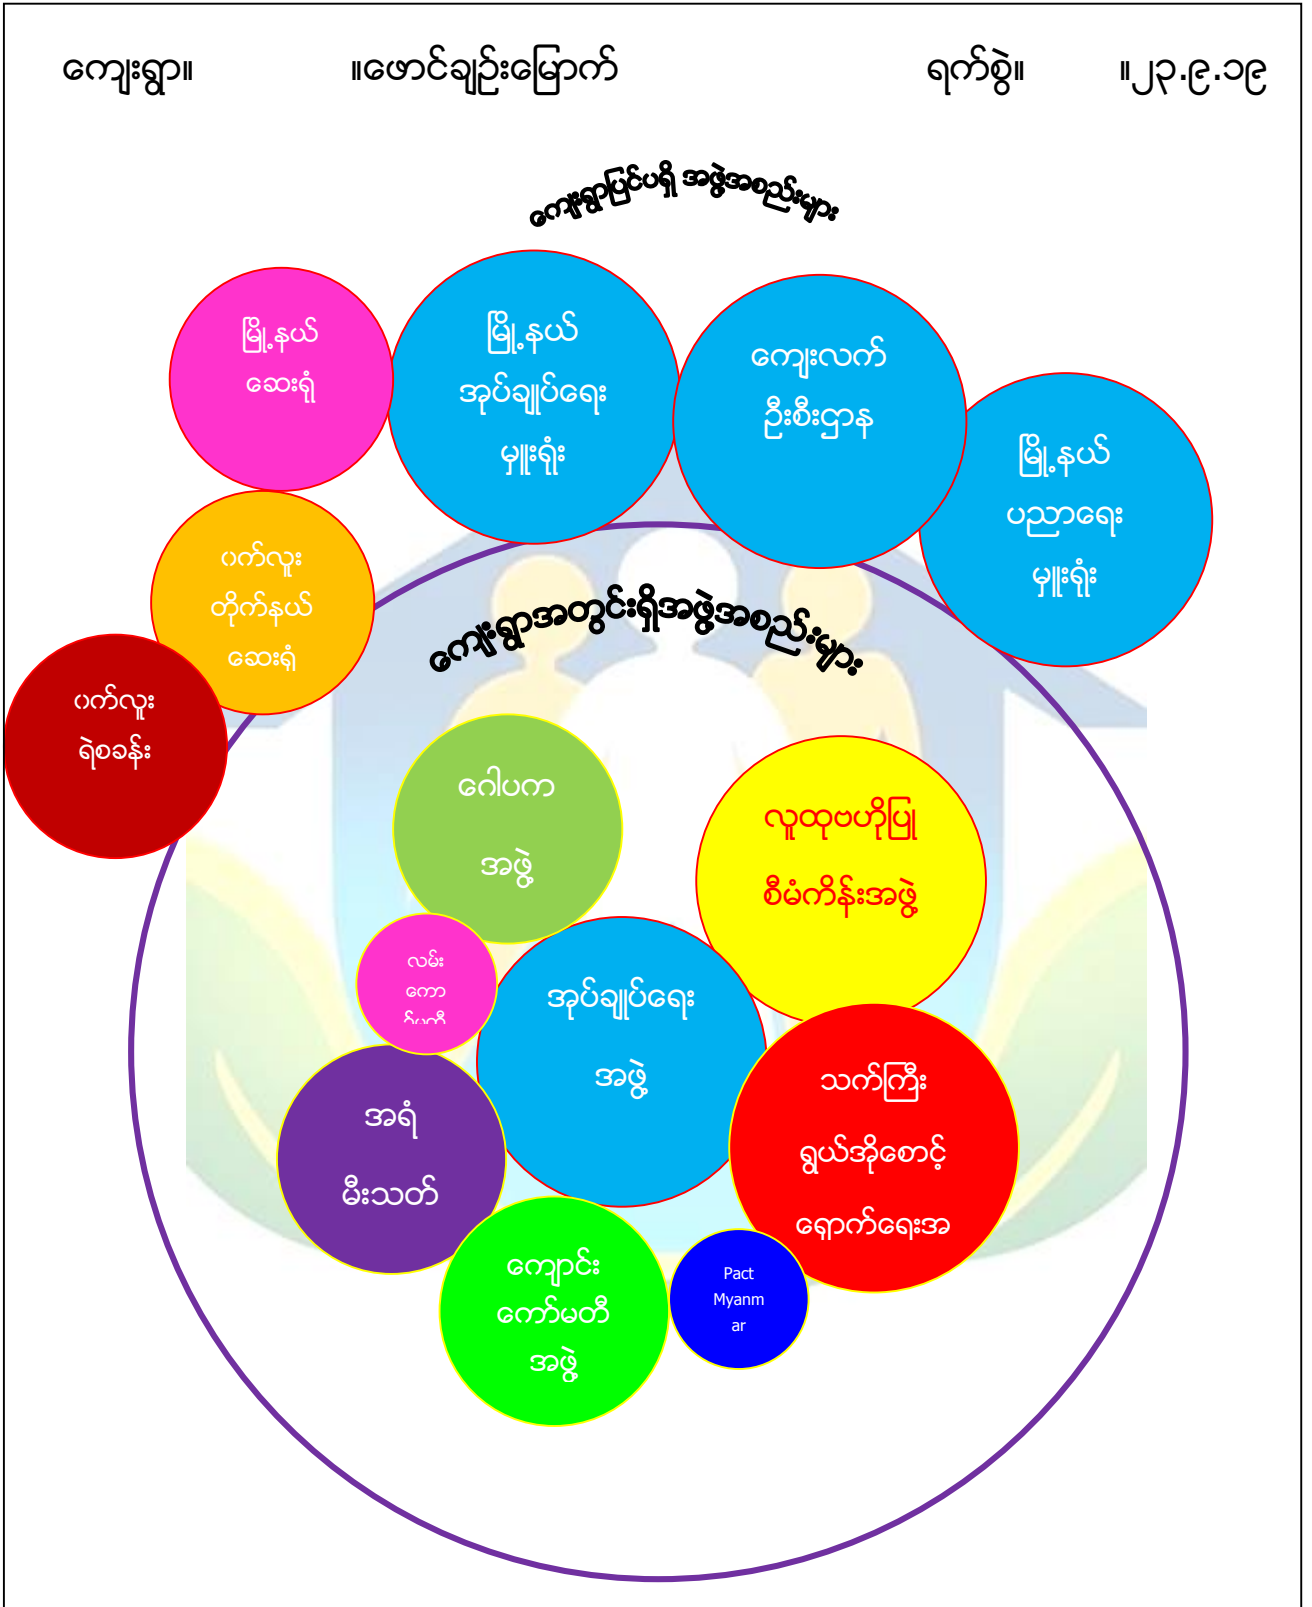 ကျေးရွာ။ ။ဖောင်ချဉ်းမြောက် ရက်စွဲ။ ။၂၃.၉.၁၉
ကျေးရွာပြင်ပရှိ အဖွဲ့အစည်းများ
မြို့နယ်
ဆေးရုံ
မြို့နယ်
အုပ်ချုပ်ရေး
မှူးရုံး
ကျေးလက်
ဦးစီးဌာန
မြို့နယ်
ပညာရေး
မှူးရုံး
ဝက်လူး
တိုက်နယ်
ဆေးရုံ
ဝက်လူး
ရဲစခန်း
ကျေးရွာအတွင်းရှိအဖွဲ့အစည်းများ
ဂေါပက
အဖွဲ့
လူထုဗဟိုပြု
စီမံကိန်းအဖွဲ့
လမ်း
ကော
အုပ်ချုပ်ရေး
အဖွဲ့
သက်ကြီး
ရွယ်အိုစောင့်
ရှောက်ရေးအ
အရံ
မီးသတ်
ကျောင်း
ကော်မတီ
အဖွဲ့
Pact
Myanm
ar